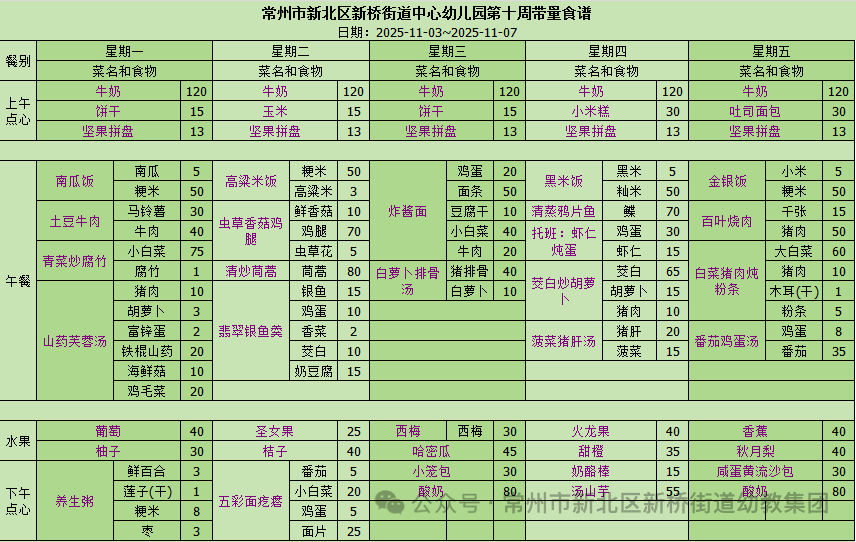 常州市新北区新桥街道中心幼儿园第十周带量食谱
日期: 2025-11-03~2025-11-07
餐别 星期一 星期二 星期三 星期四 星期五
菜名和食物 菜名和食物 菜名和食物 菜名和食物 菜名和食物
上午点心 牛奶 120 牛奶 120 牛奶 120 牛奶 120 牛奶 120
饼干 15 玉米 15 饼干 15 小米糕 30 吐司面包 30
坚果拼盘 13 坚果拼盘 13 坚果拼盘 13 坚果拼盘 13 坚果拼盘 13
午餐 南瓜饭 南瓜 5 高粱米饭 粳米 50 炸酱面 鸡蛋 20 黑米饭 黑米 5 金银饭 小米 5
粳米 50 高粱米 3 面条 50 籼米 50 粳米 50
土豆牛肉 马铃薯 30 虫草香菇鸡腿 鲜香菇 10 豆腐干 10 清蒸鸦片鱼 鲽 70 百叶烧肉 千张 15
牛肉 40 鸡腿 70 小白菜 40 托班: 虾仁炖蛋 鸡蛋 30 猪肉 50
青菜炒腐竹 小白菜 75 虫草花 5 牛肉 20 虾仁 15 白菜猪肉炖粉条 大白菜 60
腐竹 1 清炒茼蒿 茼蒿 80 白萝卜排骨汤 猪排骨 40 茭白炒胡萝卜 茭白 65 猪肉 10
山药芙蓉汤 猪肉 10 翡翠银鱼羹 银鱼 15 白萝卜 10 胡萝卜 15 木耳(干) 1
胡萝卜 3 鸡蛋 10 猪肉 10 粉条 5
富锌蛋 2 香菜 2 菠菜猪肝汤 猪肝 20 番茄鸡蛋汤 鸡蛋 8
铁棍山药 20 茭白 10 菠菜 15 番茄 35
海鲜菇 10 奶豆腐 15
鸡毛菜 20
水果 葡萄 40 圣女果 25 西梅 西梅 30 火龙果 40 香蕉 40
柚子 30 桔子 40 哈密瓜 45 甜橙 35 秋月梨 40
下午点心 养生粥 鲜百合 3 五彩面疙瘩 番茄 5 小笼包 30 奶酪棒 15 咸蛋黄流沙包 30
莲子(干) 1 小白菜 20 酸奶 80 汤山芋 55 酸奶 80
粳米 8 鸡蛋 5
枣 3 面片 25
公众号 · 常州市新北区新桥街道幼教集团